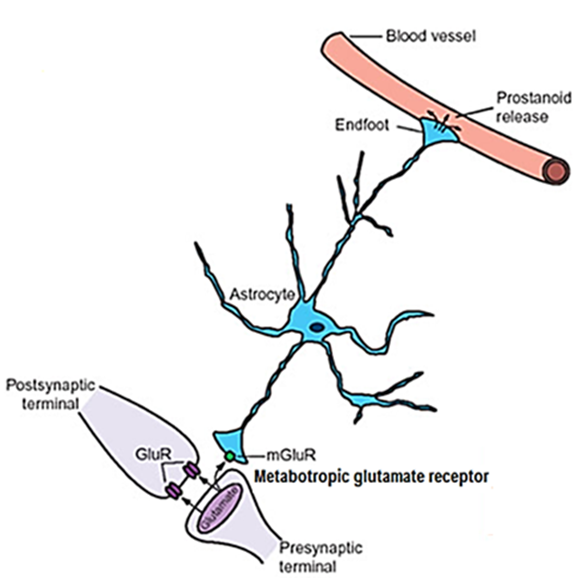 Blood vessel
Prostanoid
release
Endfoot
Astrocyte
Postsynaptic
terminal
GluR
mGluR
Metabotropic glutamate receptor
Glutamate
Presynaptic
terminal